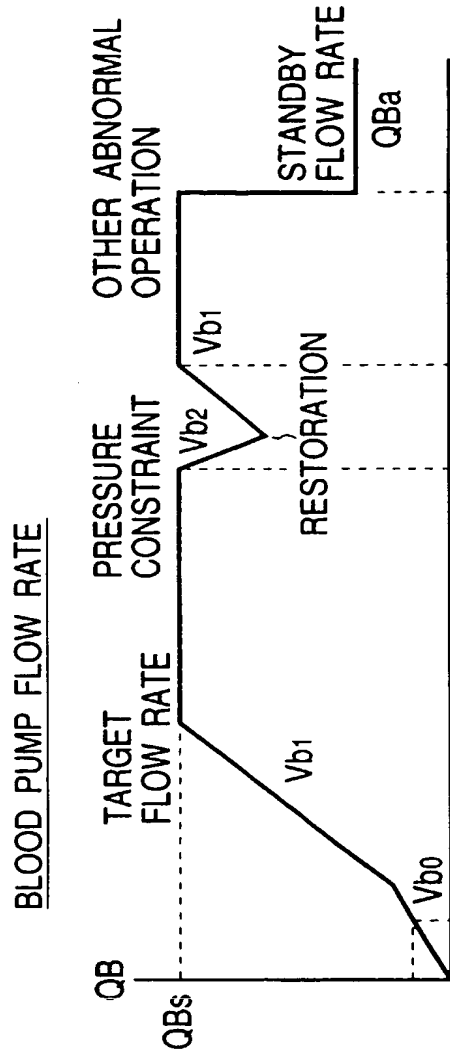 BLOOD PUMP FLOW RATE
QB
QBs
TARGET
FLOW RATE
PRESSURE
CONSTRAINT
OTHER ABNORMAL
OPERATION
Vb0
Vb1
Vb2
Vb1
RESTORATION
STANDBY
FLOW RATE
QBa